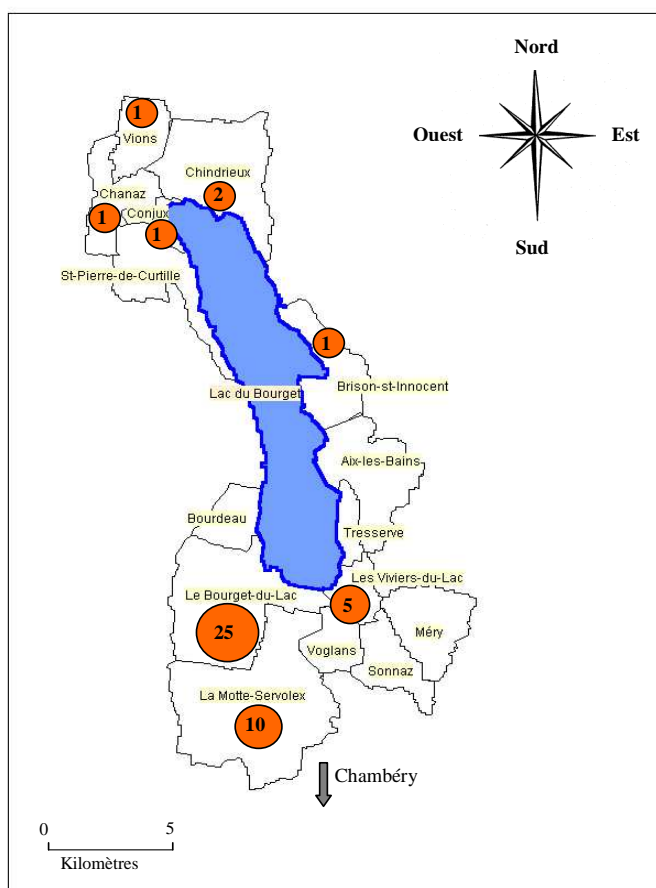 Nord
Ouest
Est
Sud
1
Vions
Chindrieux
2
Chanaz
1
Conjux
1
St-Pierre-de-Curtille
1
Brison-st-Innocent
Lac du Bourget
Aix-les-Bains
Bourdeau
Tresserve
Les Viviers-du-Lac
Le Bourget-du-Lac
5
25
Voglans
Méry
Sonnaz
La Motte-Servolex
10
Chambéry
0 5
Kilomètres